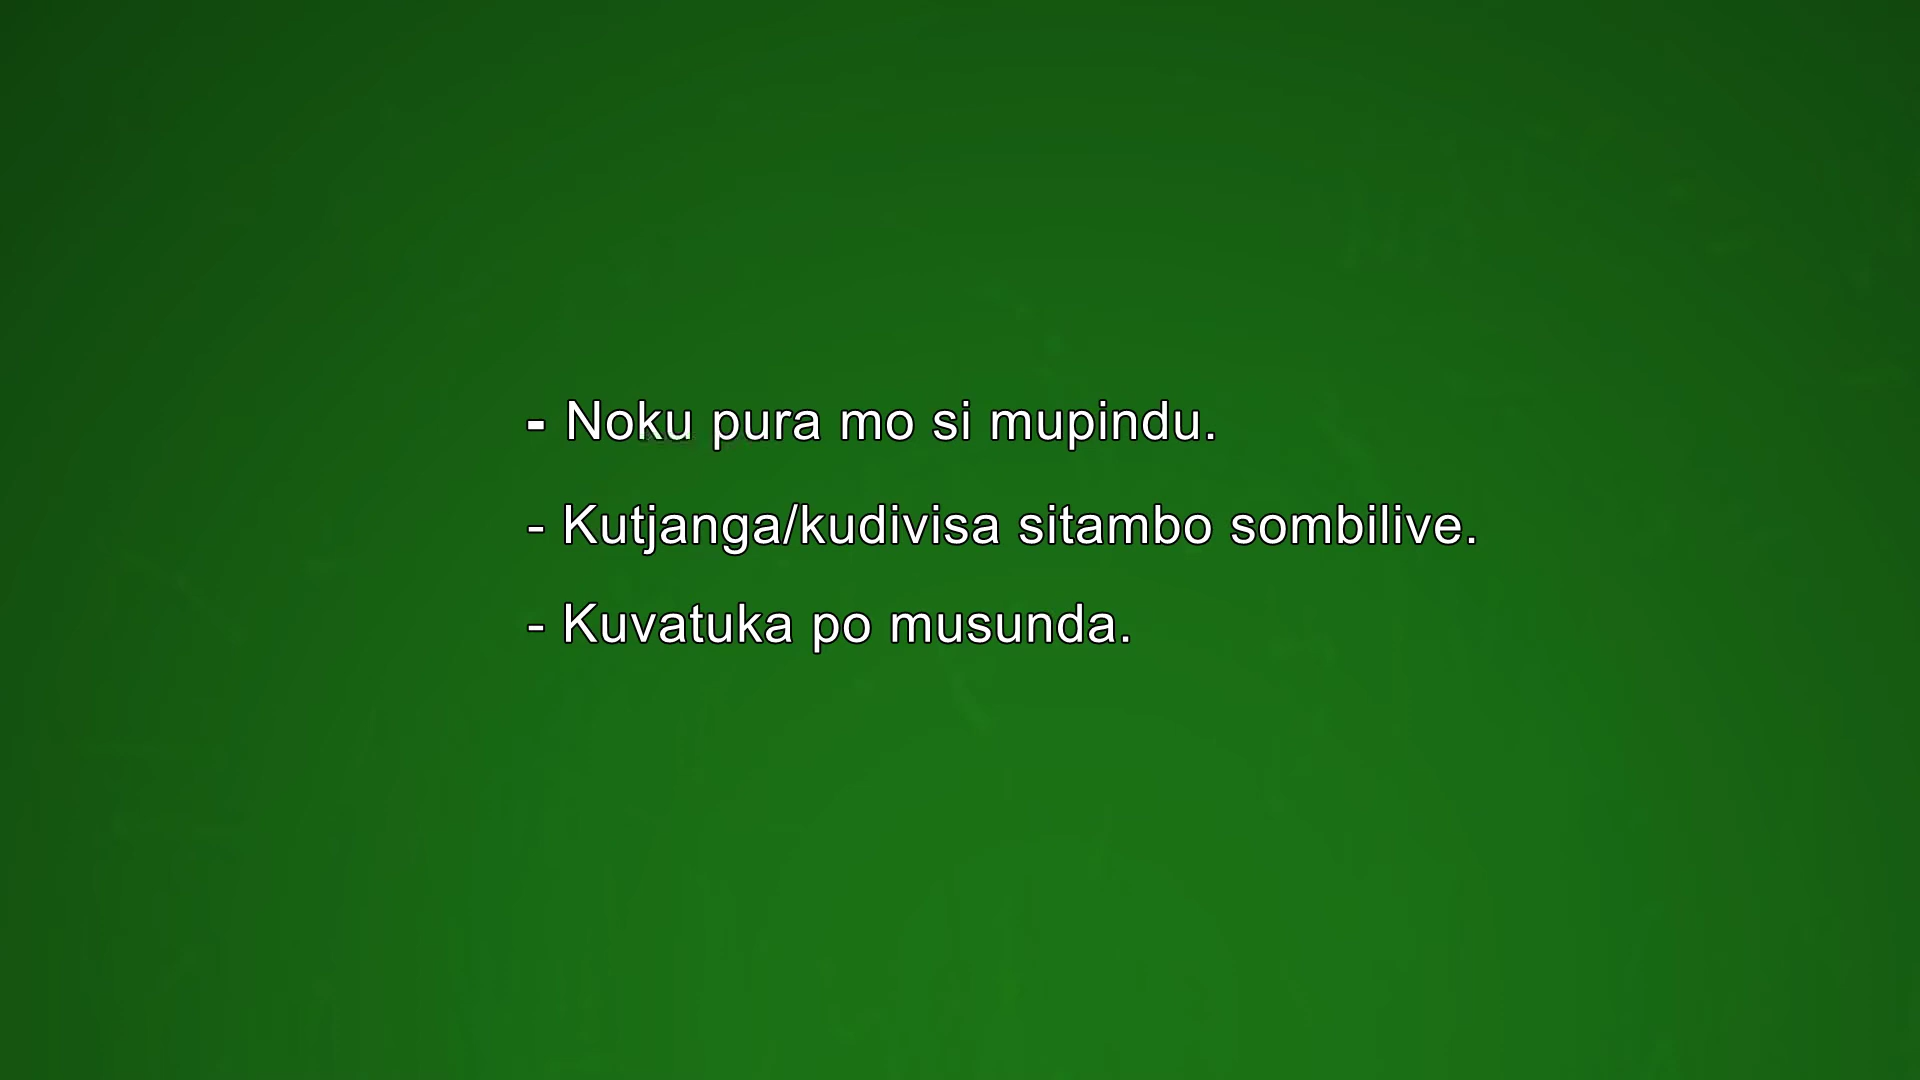 - Noku pura mo si mupindu.
- Kutjanga/kudivisa sitambo sombilive.
- Kuvatuka po musunda.